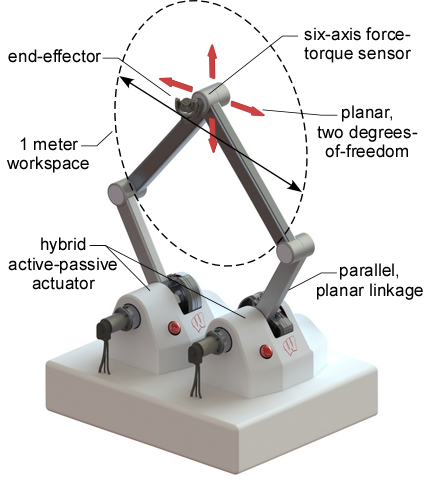 six-axis force-
torque sensor
end-effector
planar,
two degrees-
of-freedom
1 meter
workspace
hybrid
active-passive
actuator
parallel,
planar linkage
W
W